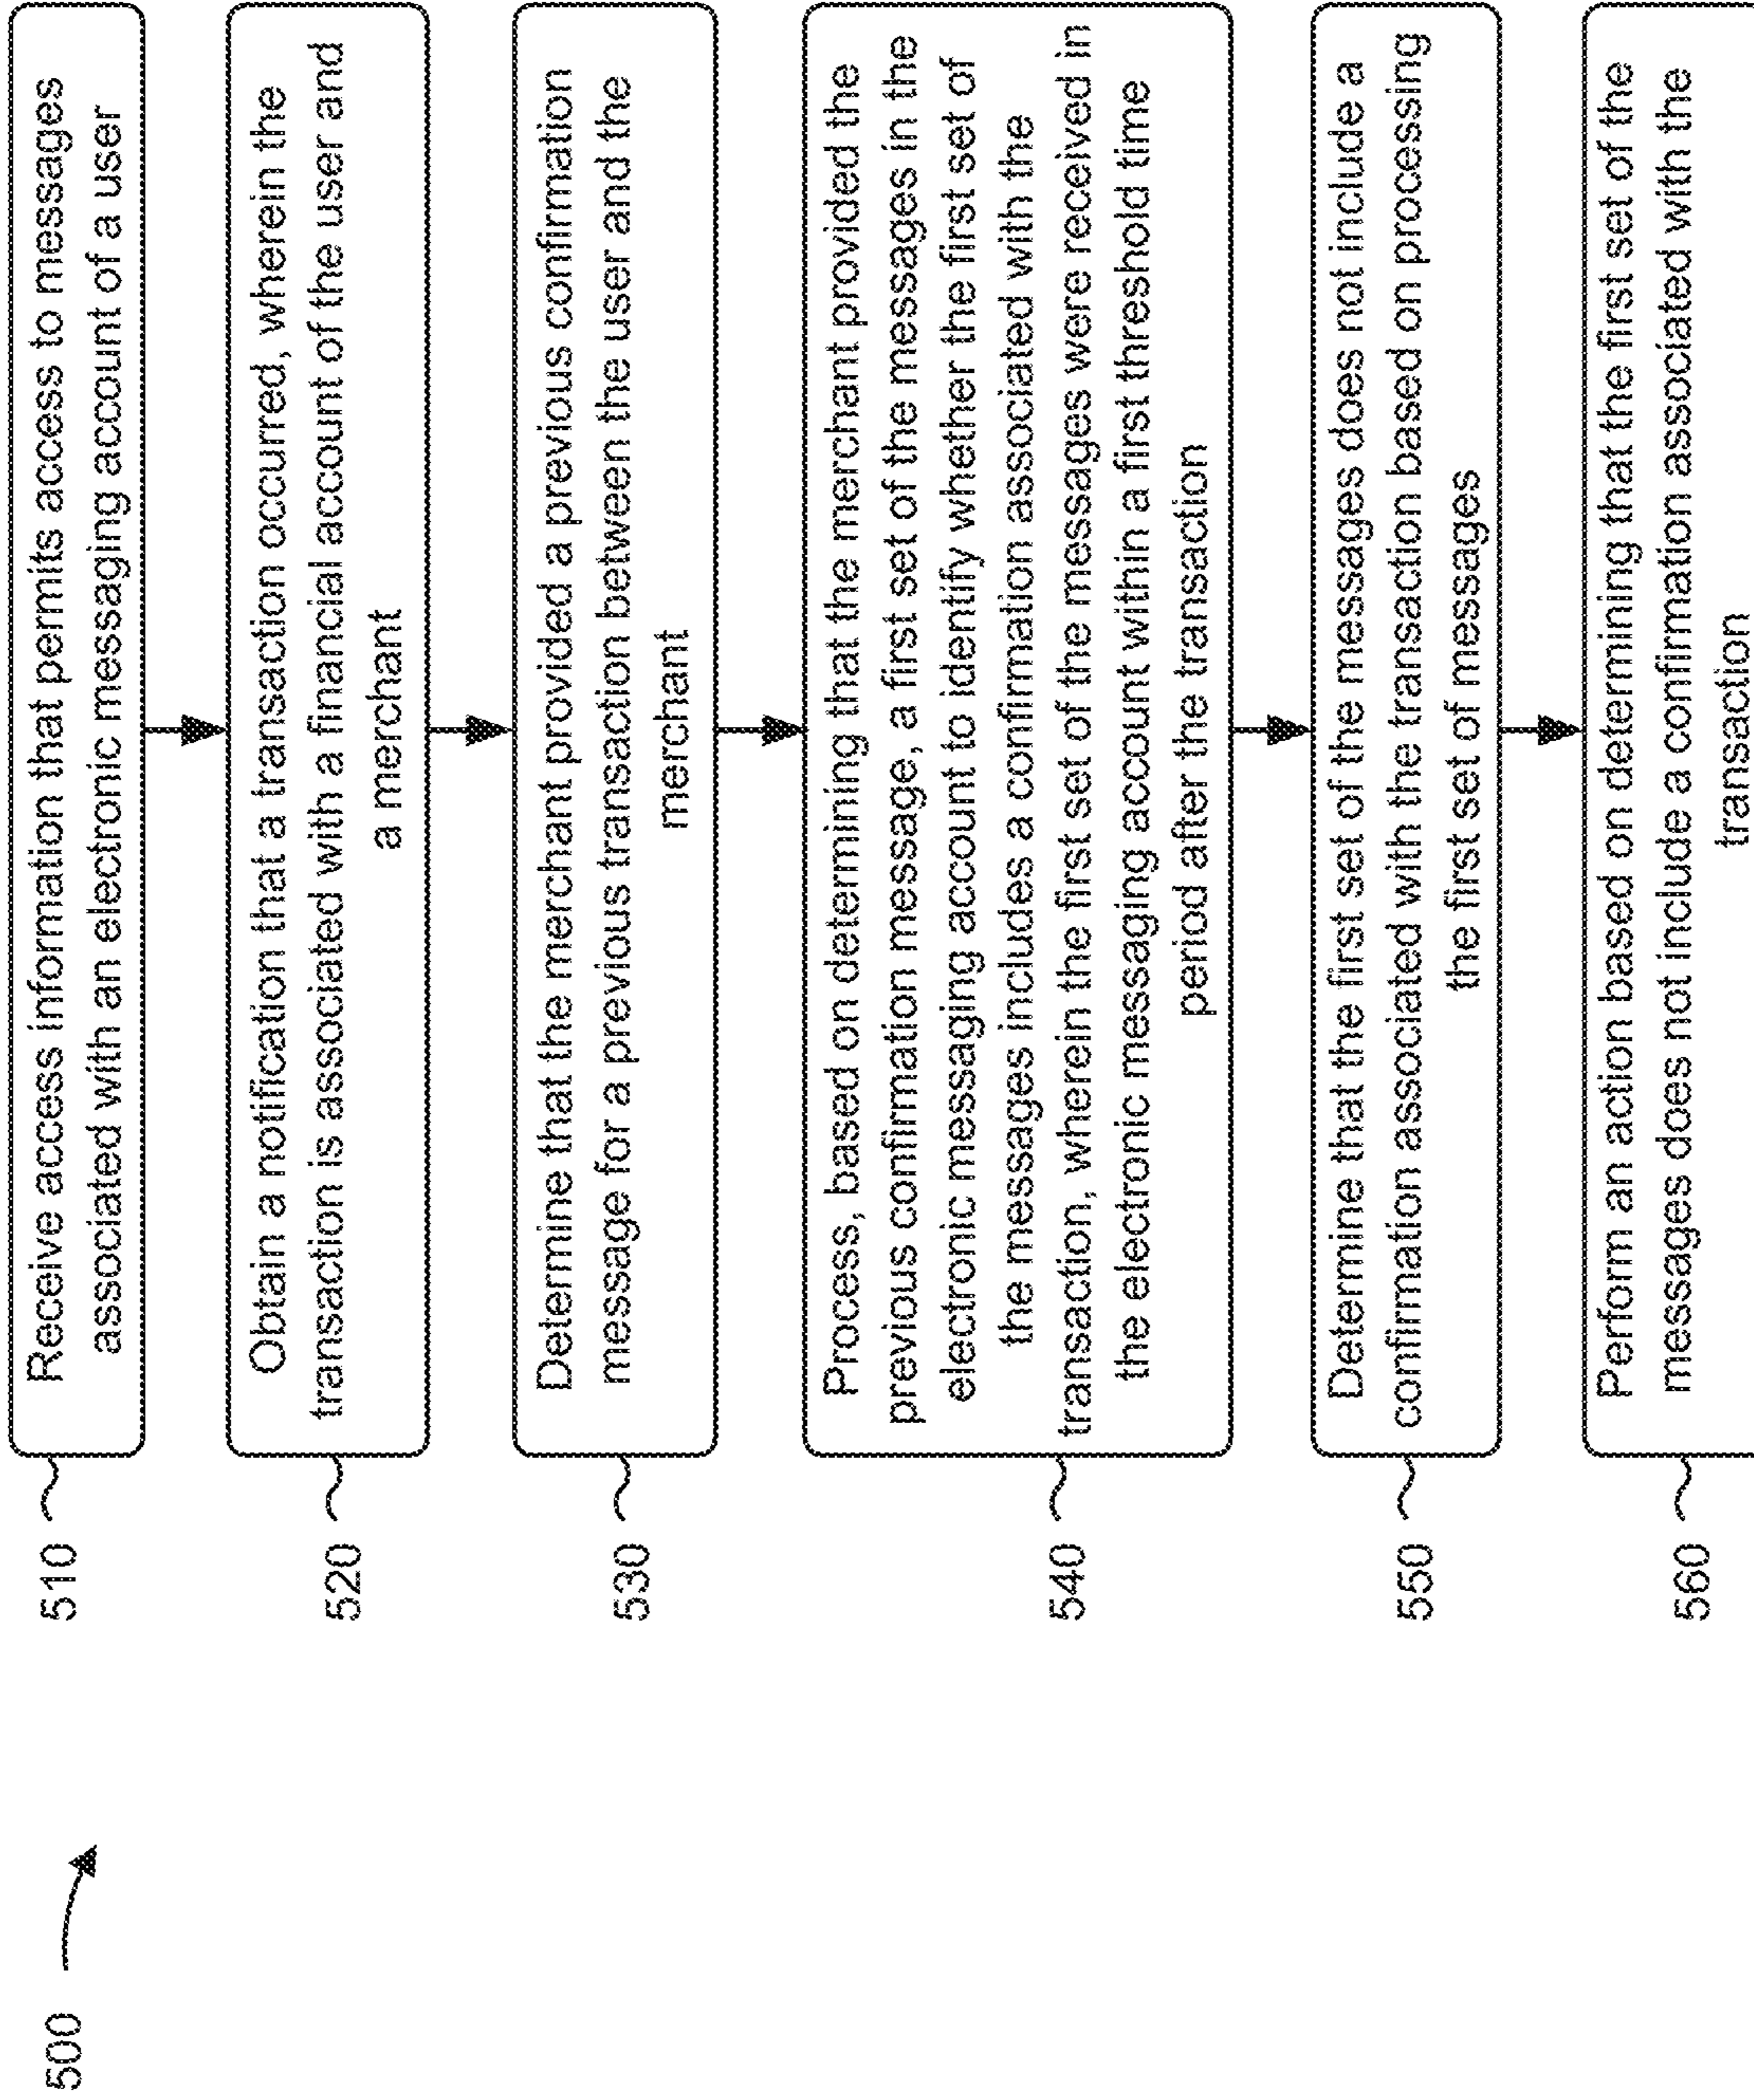 500
510
Receive access information that permits access to messages
associated with an electronic messaging account of a user
520
Obtain a notification that a transaction occurred, wherein the
transaction is associated with a financial account of the user and
a merchant
530
Determine that the merchant provided a previous confirmation
message for a previous transaction between the user and the
merchant
540
Process, based on determining that the merchant provided the
previous confirmation message, a first set of the messages in the
electronic messaging account to identify whether the first set of
the messages includes a confirmation associated with the
transaction, wherein the first set of the messages were received in
the electronic messaging account within a first threshold time
period after the transaction
550
Determine that the first set of the messages does not include a
confirmation associated with the transaction based on processing
the first set of messages
560
Perform an action based on determining that the first set of the
messages does not include a confirmation associated with the
transaction